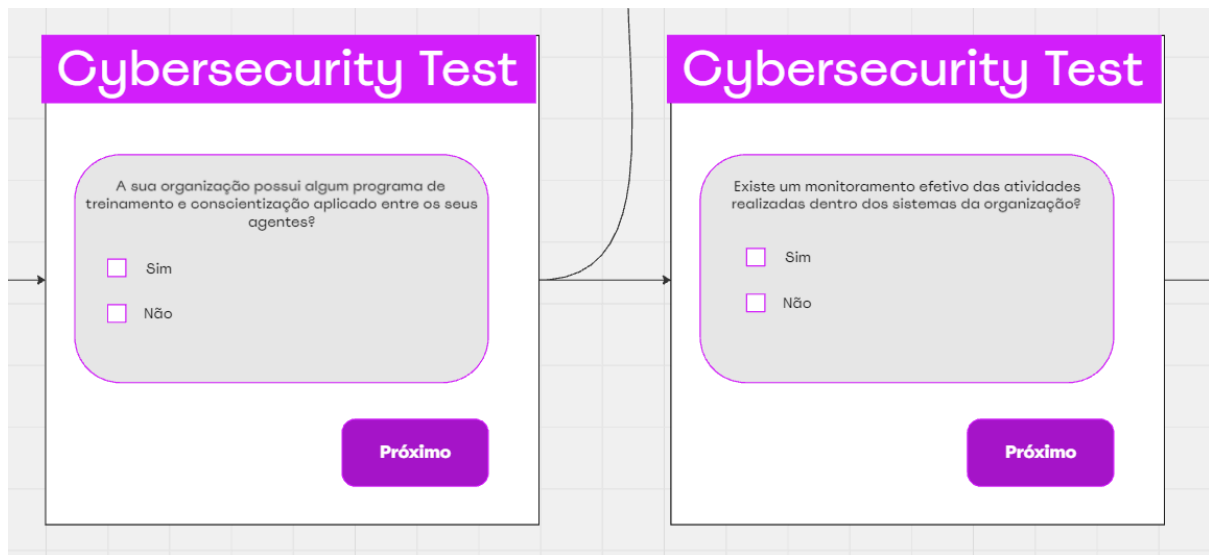 Cybersecurity Test
A sua organização possui algum programa de
treinamento e conscientização aplicado entre os seus
agentes?
Sim
Não
Próximo
Cybersecurity Test
Existe um monitoramento efetivo das atividades
realizadas dentro dos sistemas da organização?
Sim
Não
Próximo